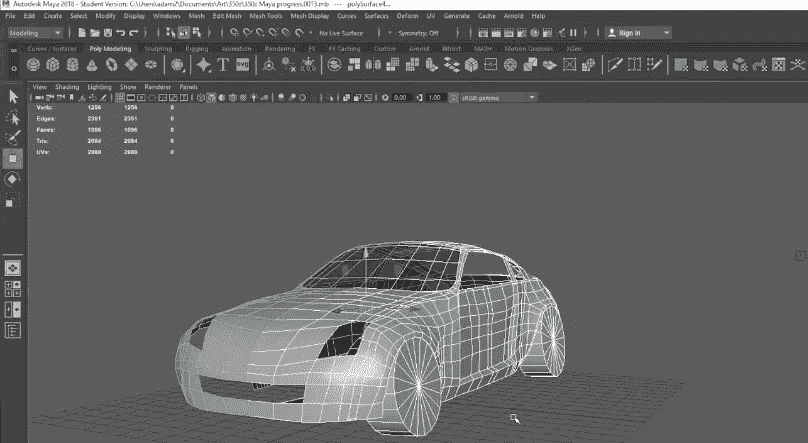 Autodesk Maya 2018 - Student Version: C:\Users\adams2\Documents\Art\350z\350z Maya progress.0013.mb --- polySurface4...
File Edit Create Select Modify Display Windows Mesh Edit Mesh Mesh Tools Mesh Display Curves Surfaces Deform UV Generate Cache Arnold Help
Modeling No Live Surface Symmetry: Off Sign in
Curves / Surfaces Poly Modeling Sculpting Rigging Animation Rendering FX FX Caching Custom Arnold Bifrost MASH Motion Graphics XGen
SVG
View Shading Lighting Show Renderer Panels
0.00 1.00 sRGB gamma
Verts: 1256 1256 0
Edges: 2351 2351 0
Faces: 1096 1096 0
Tris: 2084 2084 0
UVs: 2988 2988 0